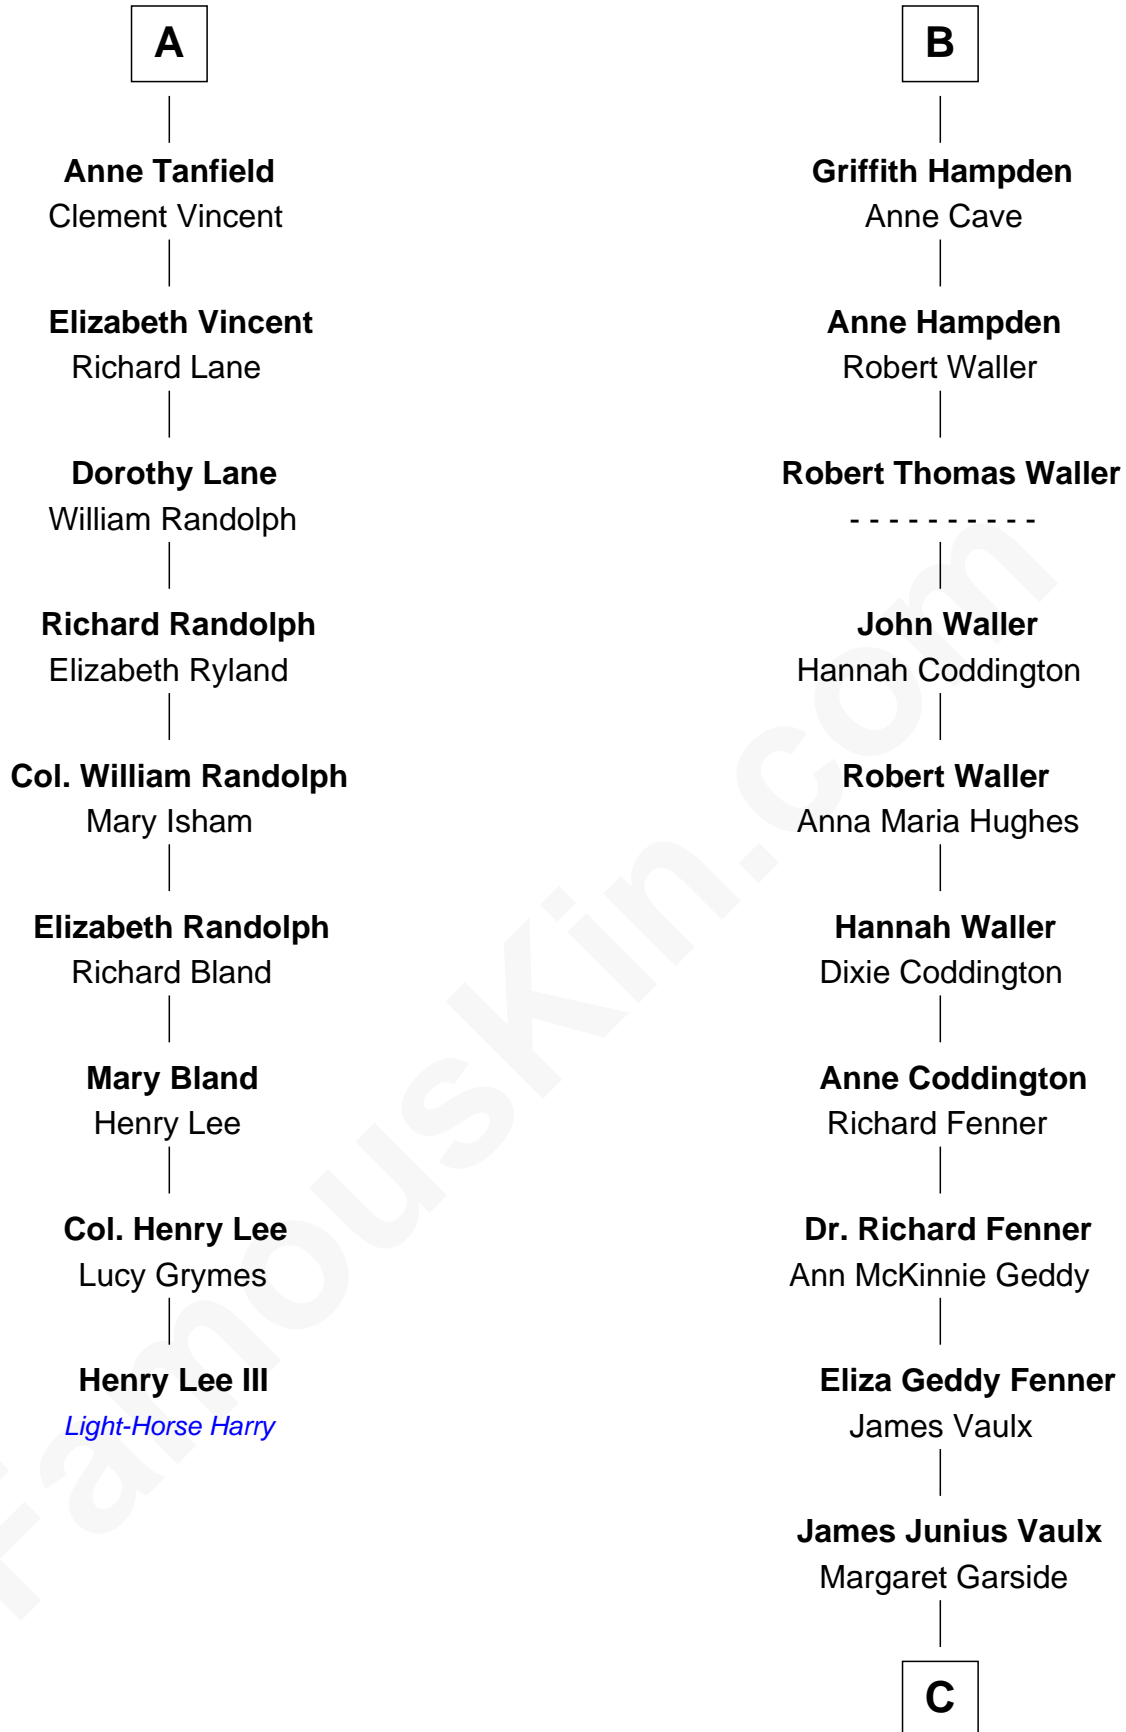 A
Anne Tanfield
Clement Vincent
Elizabeth Vincent
Richard Lane
Dorothy Lane
William Randolph
Richard Randolph
Elizabeth Ryland
Col. William Randolph
Mary Isham
Elizabeth Randolph
Richard Bland
Mary Bland
Henry Lee
Col. Henry Lee
Lucy Grymes
Henry Lee III
Light-Horse Harry
B
Griffith Hampden
Anne Cave
Anne Hampden
Robert Waller
Robert Thomas Waller
- - - - - - - - - -
John Waller
Hannah Coddington
Robert Waller
Anna Maria Hughes
Hannah Waller
Dixie Coddington
Anne Coddington
Richard Fenner
Dr. Richard Fenner
Ann McKinnie Geddy
Eliza Geddy Fenner
James Vaulx
James Junius Vaulx
Margaret Garside
C
FamousKin.com